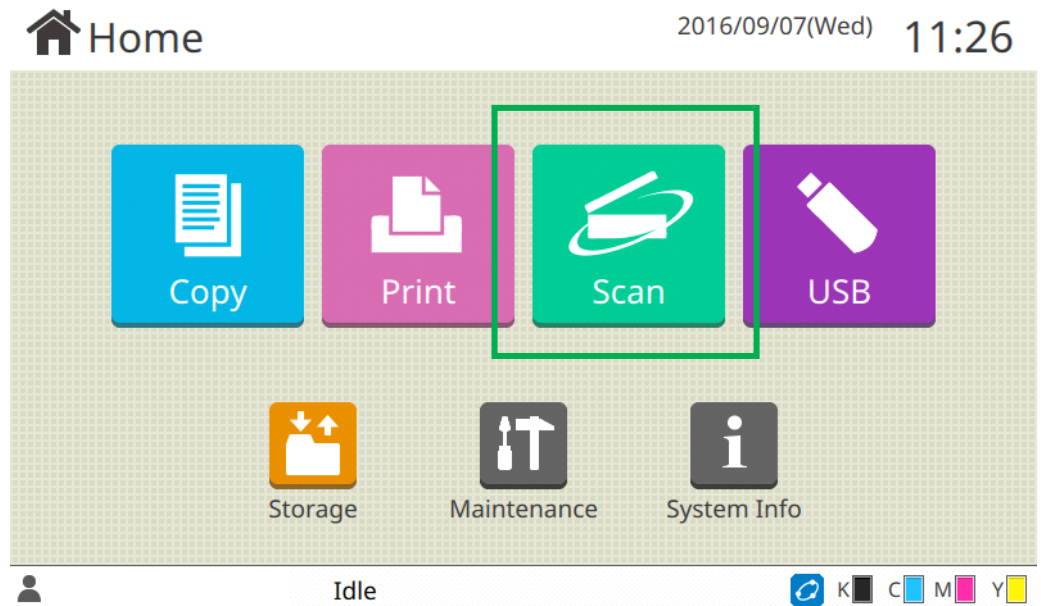 Home 2016/09/07(Wed) 11:26
Copy Print Scan USB
Storage Maintenance System Info
Idle K C M Y